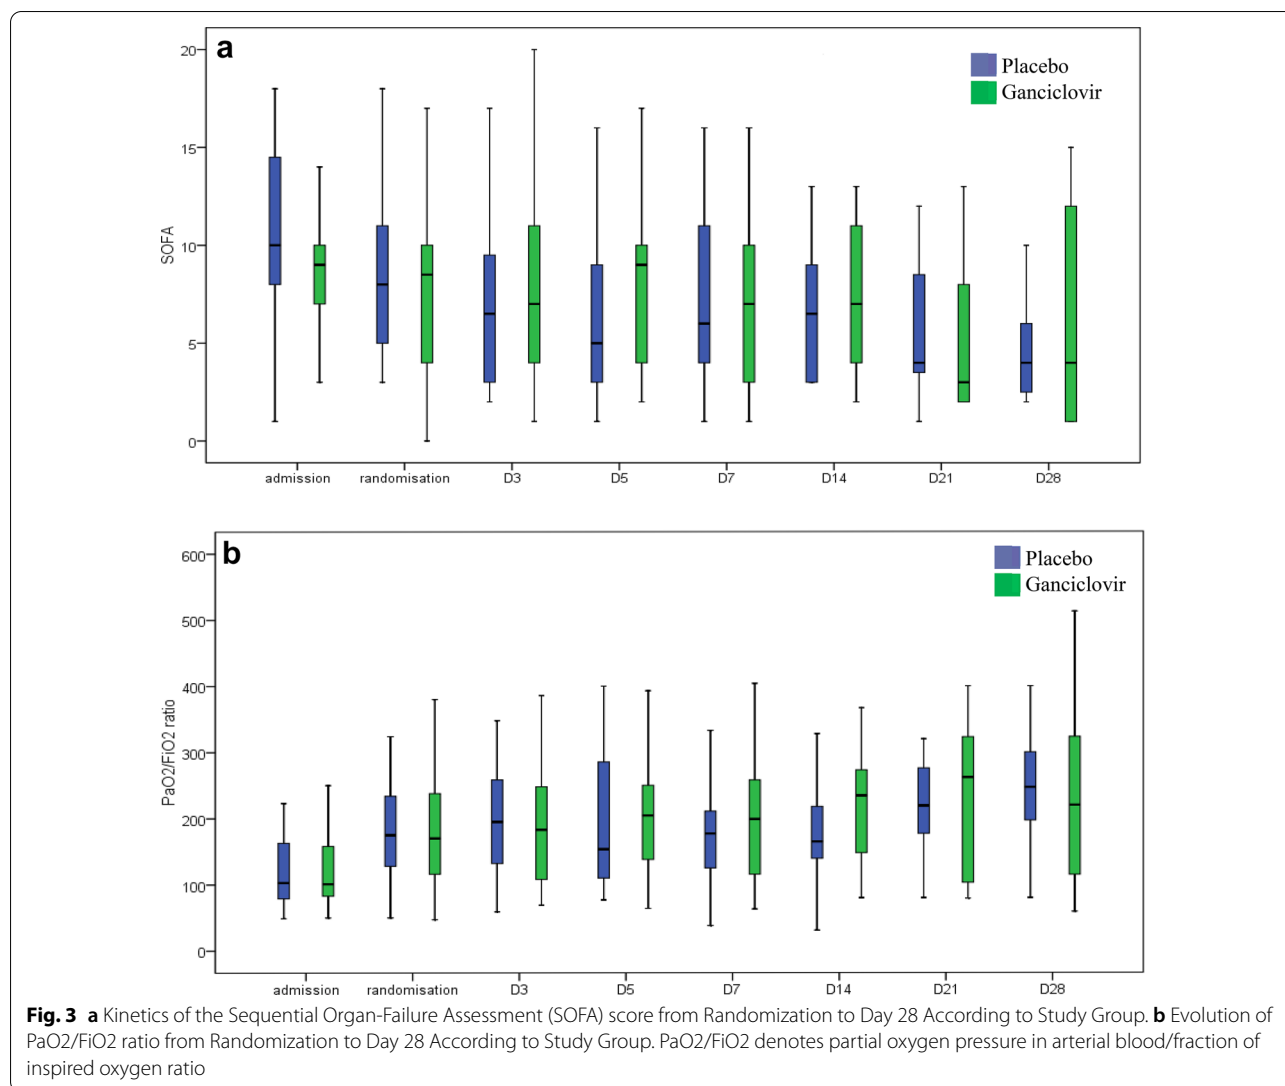 a
Placebo
Ganciclovir
SOFA
20
15
10
5
0
admission randomisation D3 D5 D7 D14 D21 D28
b
Placebo
Ganciclovir
PaO2/FiO2 ratio
600
500
400
300
200
100
0
admission randomisation D3 D5 D7 D14 D21 D28
Fig. 3 a Kinetics of the Sequential Organ-Failure Assessment (SOFA) score from Randomization to Day 28 According to Study Group. b Evolution of
PaO2/FiO2 ratio from Randomization to Day 28 According to Study Group. PaO2/FiO2 denotes partial oxygen pressure in arterial blood/fraction of
inspired oxygen ratio